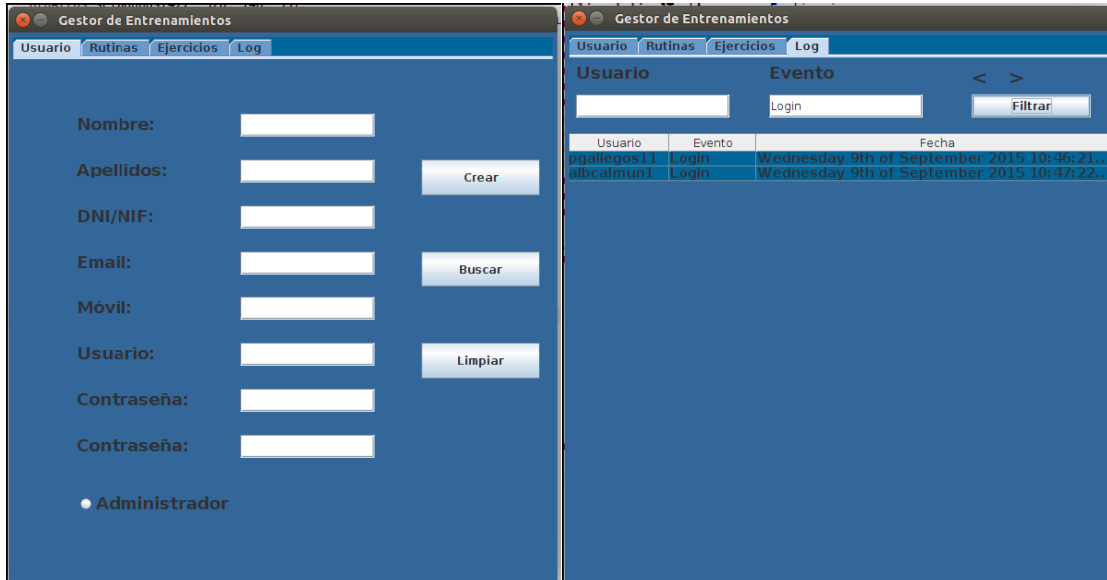 Gestor de Entrenamientos
Usuario Rutinas Ejercicios Log
Nombre:
Apellidos:
Crear
DNI/NIF:
Email:
Buscar
Móvil:
Usuario:
Limpiar
Contraseña:
Contraseña:
Administrador
Gestor de Entrenamientos
Usuario Rutinas Ejercicios Log
Usuario Evento < >
Login Filtrar
Usuario Evento Fecha
pgallegos11 Login Wednesday 9th of September 2015 10:46:21..
albcalmun1 Login Wednesday 9th of September 2015 10:47:22..